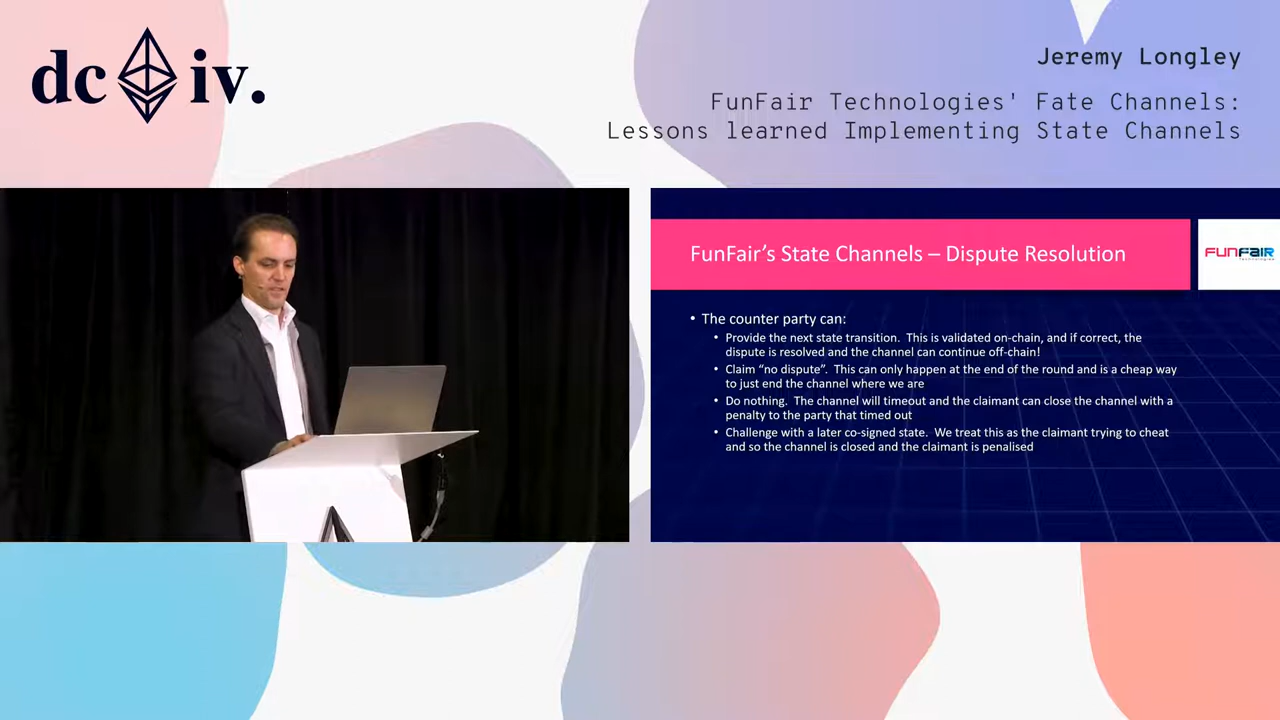 dc iv.
Jeremy Longley
FunFair Technologies' Fate Channels:
Lessons learned Implementing State Channels
FunFair's State Channels – Dispute Resolution
FUNFAIR
Technologies
• The counter party can:
• Provide the next state transition. This is validated on-chain, and if correct, the
dispute is resolved and the channel can continue off-chain!
• Claim “no dispute”. This can only happen at the end of the round and is a cheap way
to just end the channel where we are
• Do nothing. The channel will timeout and the claimant can close the channel with a
penalty to the party that timed out
• Challenge with a later co-signed state. We treat this as the claimant trying to cheat
and so the channel is closed and the claimant is penalised